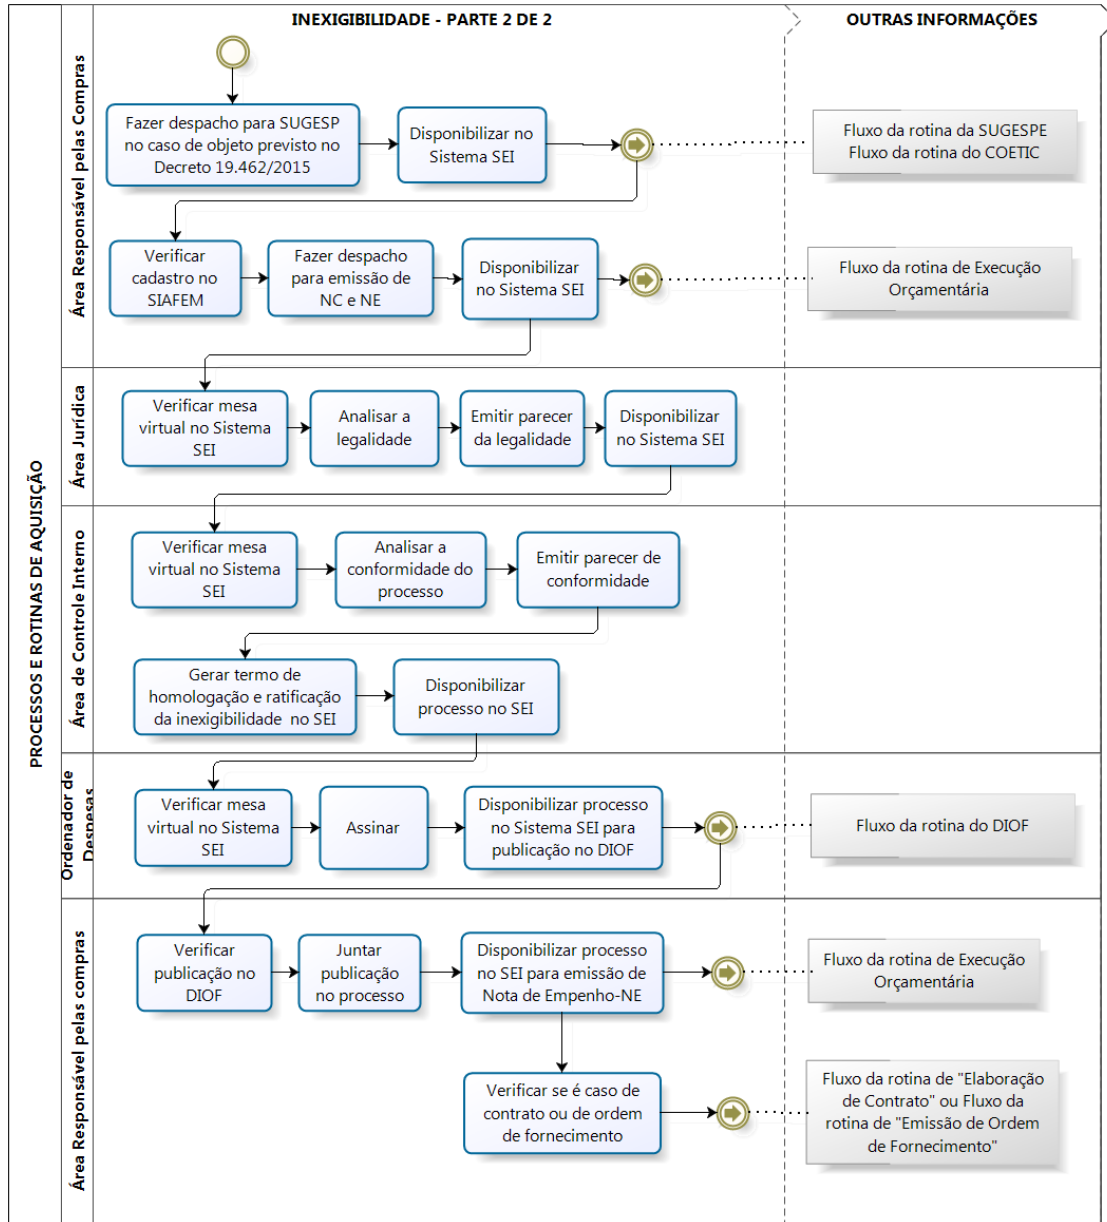 INEXIGIBILIDADE - PARTE 2 DE 2
OUTRAS INFORMAÇÕES
PROCESSOS E ROTINAS DE AQUISIÇÃO
Área Responsável pelas Compras
Fazer despacho para SUGESP
no caso de objeto previsto no
Decreto 19.462/2015
Disponibilizar no
Sistema SEI
Fluxo da rotina da SUGESPE
Fluxo da rotina do COETIC
Verificar
cadastro no
SIAFEM
Fazer despacho
para emissão de
NC e NE
Disponibilizar
no Sistema SEI
Fluxo da rotina de Execução
Orçamentária
Área Jurídica
Verificar mesa
virtual no Sistema
SEI
Analisar a
legalidade
Emitir parecer
da legalidade
Disponibilizar
no Sistema SEI
Área de Controle Interno
Verificar mesa
virtual no Sistema
SEI
Analisar a
conformidade do
processo
Emitir parecer de
conformidade
Gerar termo de
homologação e ratificação
da inexigibilidade no SEI
Disponibilizar
processo no SEI
Ordenador de
Despesas
Verificar mesa
virtual no Sistema
SEI
Assinar
Disponibilizar processo
no Sistema SEI para
publicação no DIOF
Fluxo da rotina do DIOF
Área Responsável pelas compras
Verificar
publicação no
DIOF
Juntar
publicação
no processo
Disponibilizar processo
no SEI para emissão de
Nota de Empenho-NE
Fluxo da rotina de Execução
Orçamentária
Verificar se é caso de
contrato ou de ordem
de fornecimento
Fluxo da rotina de "Elaboração
de Contrato" ou Fluxo da
rotina de "Emissão de Ordem
de Fornecimento"